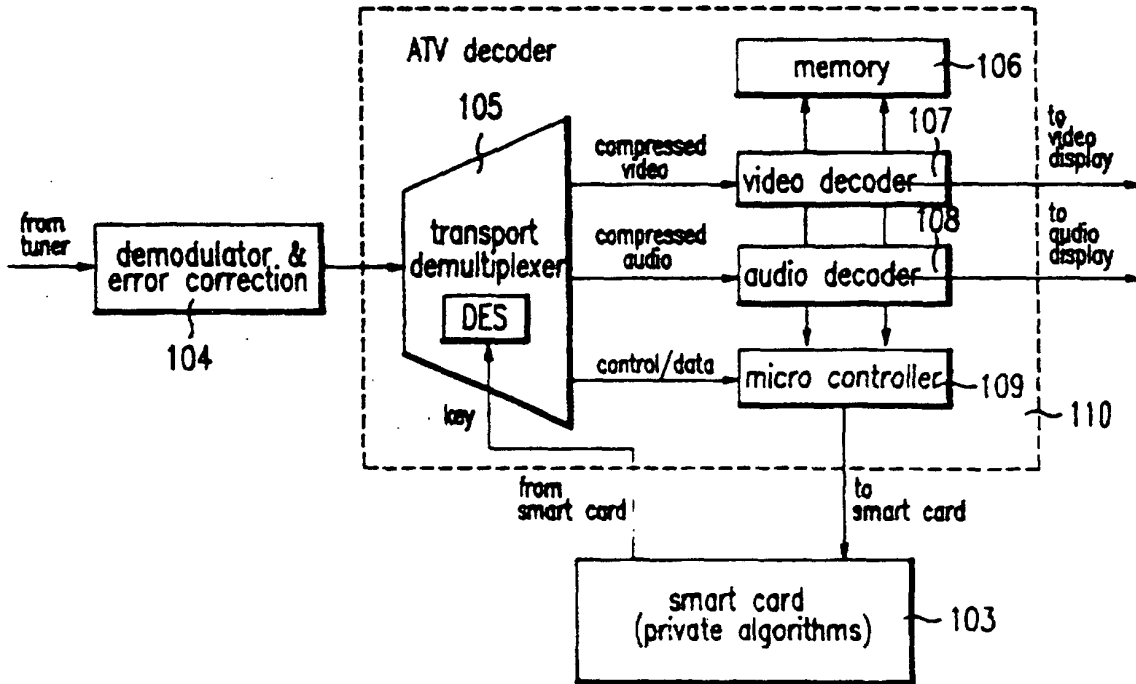 ATV decoder
memory
106
105
107
to
video
display
compressed
video
video decoder
108
from
tuner
demodulator &
error correction
104
transport
demultiplexer
compressed
audio
audio decoder
to
audio
display
DES
control/data
micro controller
109
key
110
from
smart card
to
smart card
smart card
(private algorithms)
103